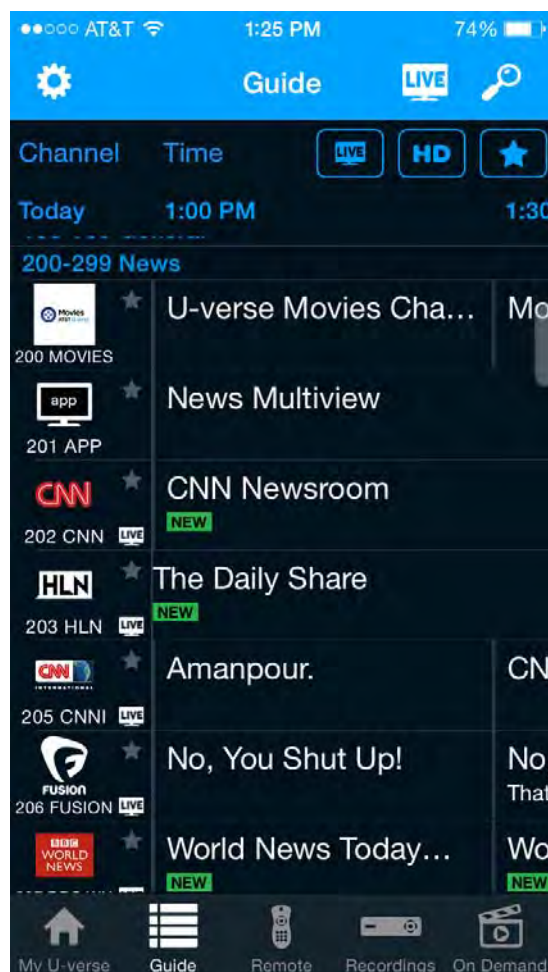 AT&T 1:25 PM 74%
Guide LIVE
Channel Time LIVE HD
Today 1:00 PM 1:30
200-299 News
Movies
U-verse Movies Cha... Mo
200 MOVIES
app
News Multiview
201 APP
CNN
CNN Newsroom
NEW
202 CNN LIVE
HLN
The Daily Share
NEW
203 HLN LIVE
CNN
INTERNATIONAL
Amanpour. CN
205 CNNI LIVE
FUSION
No, You Shut Up! No
That
206 FUSION LIVE
BBC
WORLD
NEWS
World News Today... Wo
NEW NEW
My U-verse Guide Remote Recordings On Demand